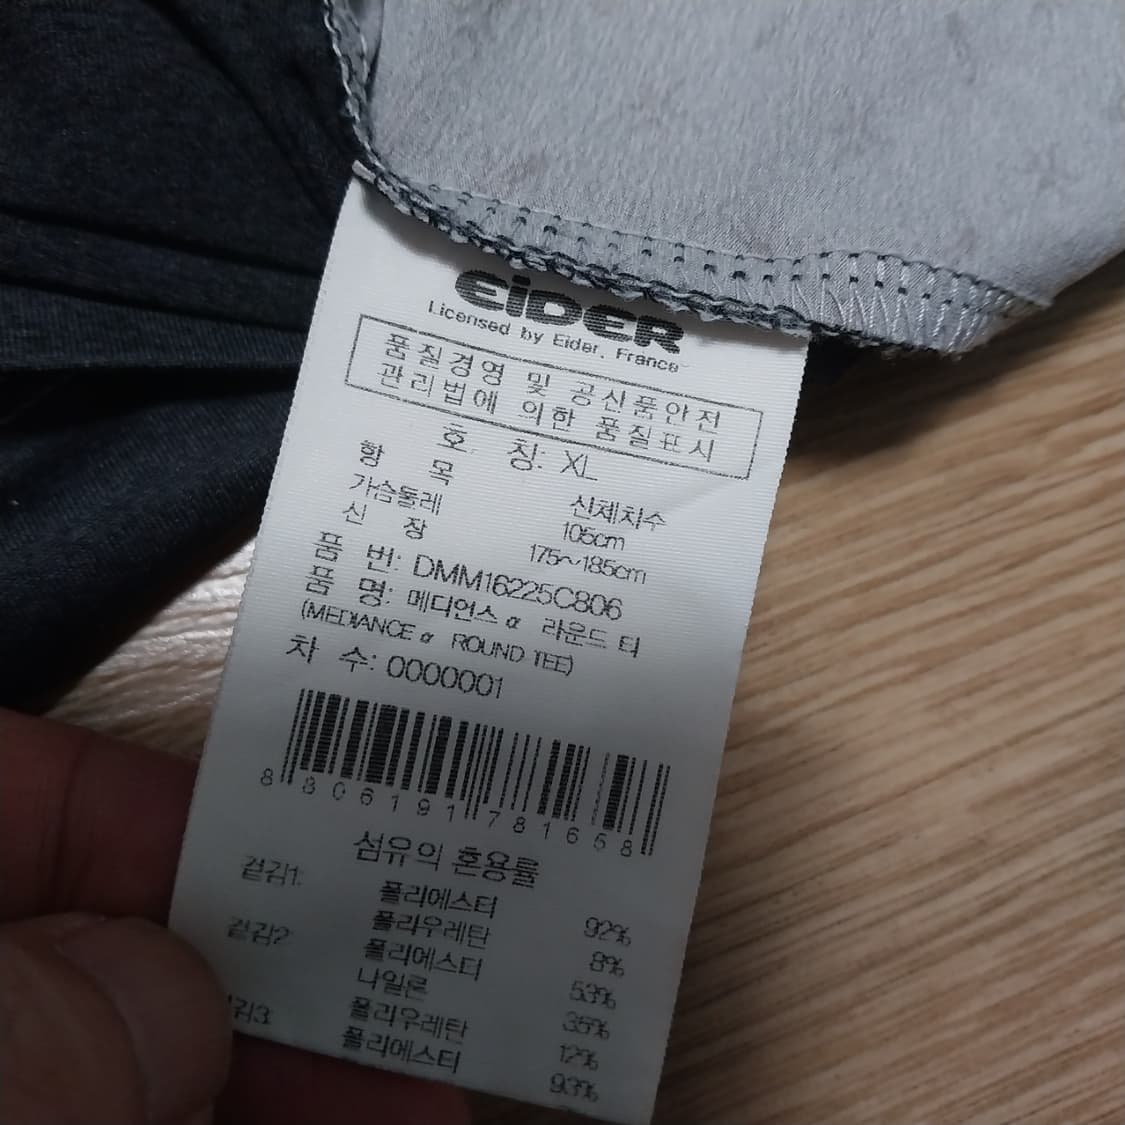 EiDER
Licensed by Eider, France
품질경영 및 공신품안전
관리법에 의한 품질표시
호 칭: XL
항 목 신체치수
가슴둘레 105cm
신 장 175~185cm
품 번: DMM16225C806
품 명: 메디언스 α 라운드 티
(MEDIANCE α ROUND TEE)
차 수: 0000001
8 806191 781658
섬유의 혼용률
겉감1: 폴리에스터 92%
폴리우레탄 8%
겉감2: 폴리에스터 53%
나일론 35%
폴리우레탄 12%
겉감3: 폴리에스터 93%